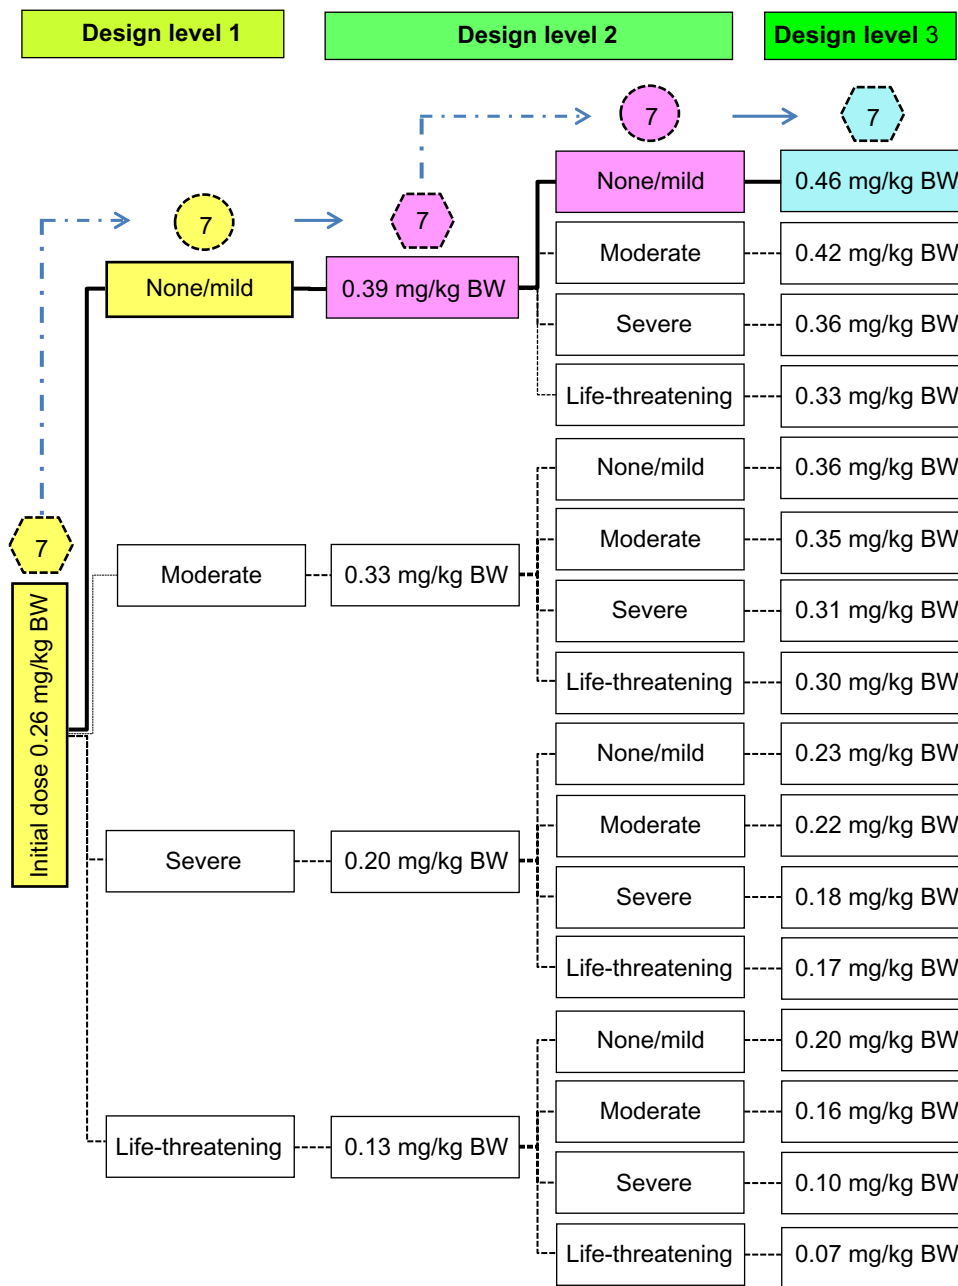 Design level 1
Design level 2
Design level 3
7
7
None/mild
0.46 mg/kg BW
7
7
Moderate
0.42 mg/kg BW
None/mild
0.39 mg/kg BW
Severe
0.36 mg/kg BW
Life-threatening
0.33 mg/kg BW
None/mild
0.36 mg/kg BW
7
Moderate
0.35 mg/kg BW
Moderate
0.33 mg/kg BW
Severe
0.31 mg/kg BW
Life-threatening
0.30 mg/kg BW
Initial dose 0.26 mg/kg BW
None/mild
0.23 mg/kg BW
Moderate
0.22 mg/kg BW
Severe
0.20 mg/kg BW
Severe
0.18 mg/kg BW
Life-threatening
0.17 mg/kg BW
None/mild
0.20 mg/kg BW
Moderate
0.16 mg/kg BW
Life-threatening
0.13 mg/kg BW
Severe
0.10 mg/kg BW
Life-threatening
0.07 mg/kg BW